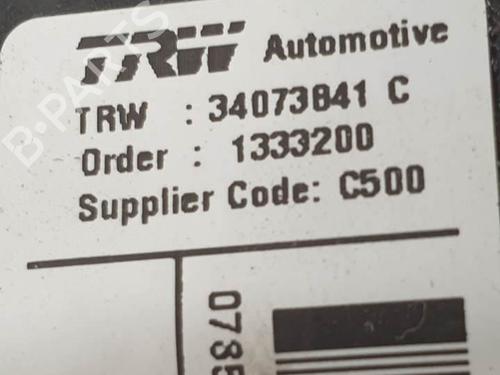 TRW Automotive
TRW : 34073841 C
Order : 1333200
Supplier Code: C500
0785
B-PARTS